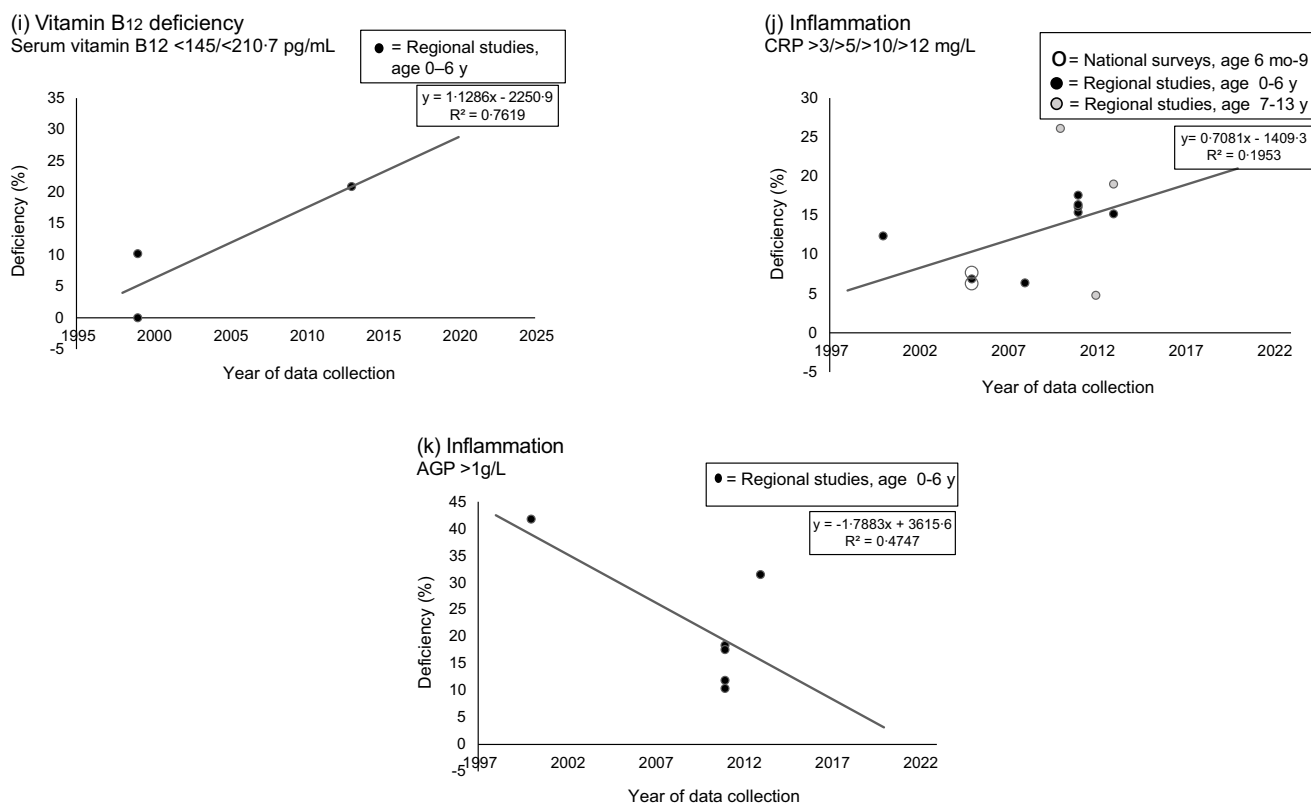 (i) Vitamin B12 deficiency
Serum vitamin B12 <145/<210·7 pg/mL
= Regional studies,
age 0–6 y
y = 1·1286x - 2250·9
R² = 0·7619
35
30
25
20
15
10
5
0
-5
Deficiency (%)
1995
2000
2005
2010
2015
2020
2025
Year of data collection
(j) Inflammation
CRP >3/>5/>10/>12 mg/L
= National surveys, age 6 mo-9
= Regional studies, age 0-6 y
= Regional studies, age 7-13 y
y= 0·7081x - 1409·3
R² = 0·1953
30
25
20
15
10
5
0
-5
Deficiency (%)
1997
2002
2007
2012
2017
2022
Year of data collection
(k) Inflammation
AGP >1g/L
= Regional studies, age 0-6 y
y = -1·7883x + 3615·6
R² = 0·4747
45
40
35
30
25
20
15
10
5
0
-5
Deficiency (%)
1997
2002
2007
2012
2017
2022
Year of data collection